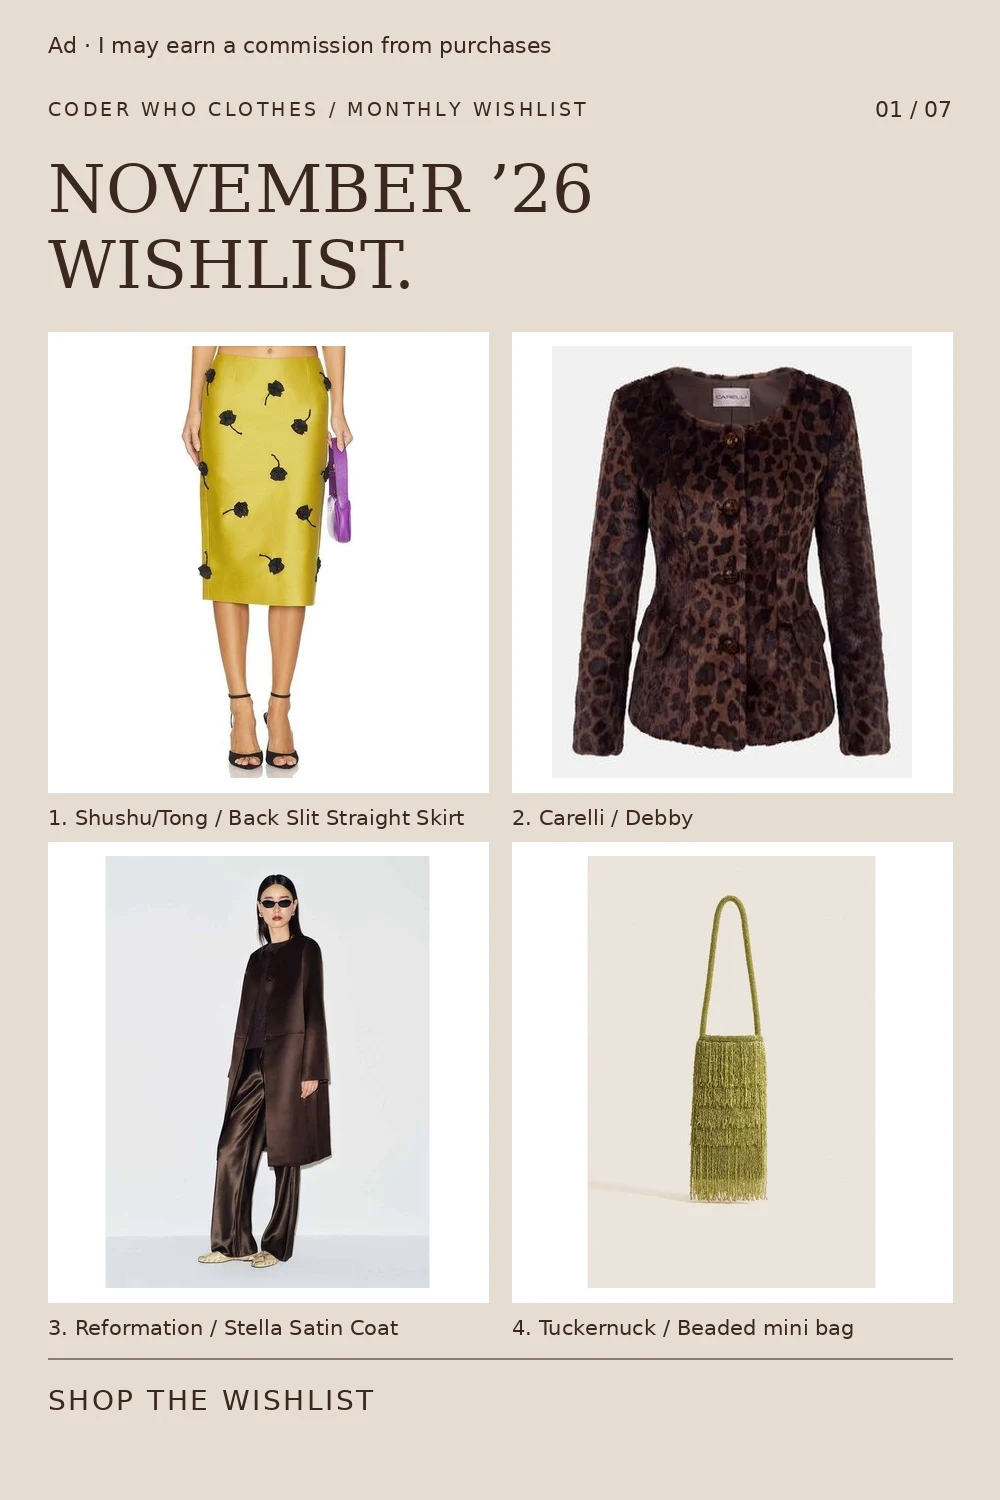 Ad · I may earn a commission from purchases
CODER WHO CLOTHES / MONTHLY WISHLIST
01 / 07
NOVEMBER ’26
WISHLIST.
CARELLI
1. Shushu/Tong / Back Slit Straight Skirt
2. Carelli / Debby
3. Reformation / Stella Satin Coat
4. Tuckernuck / Beaded mini bag
SHOP THE WISHLIST